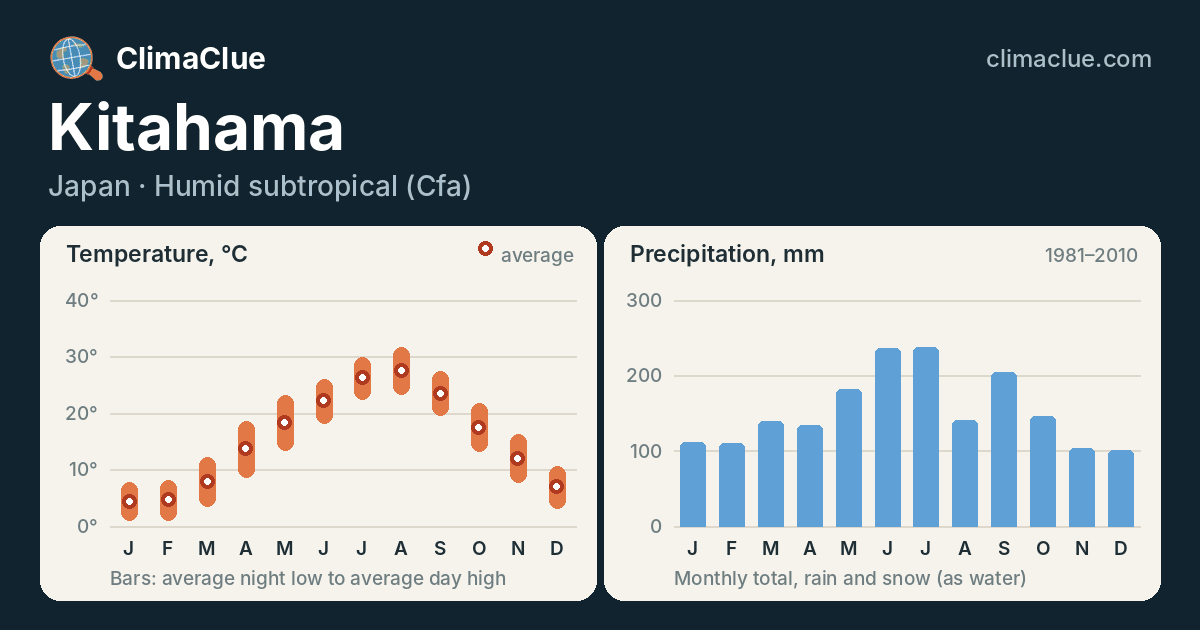 ClimaClue
climaclue.com
Kitahama
Japan · Humid subtropical (Cfa)
Temperature, °C
average
40°
30°
20°
10°
0°
J F M A M J J A S O N D
Bars: average night low to average day high
Precipitation, mm
1981–2010
300
200
100
0
J F M A M J J A S O N D
Monthly total, rain and snow (as water)